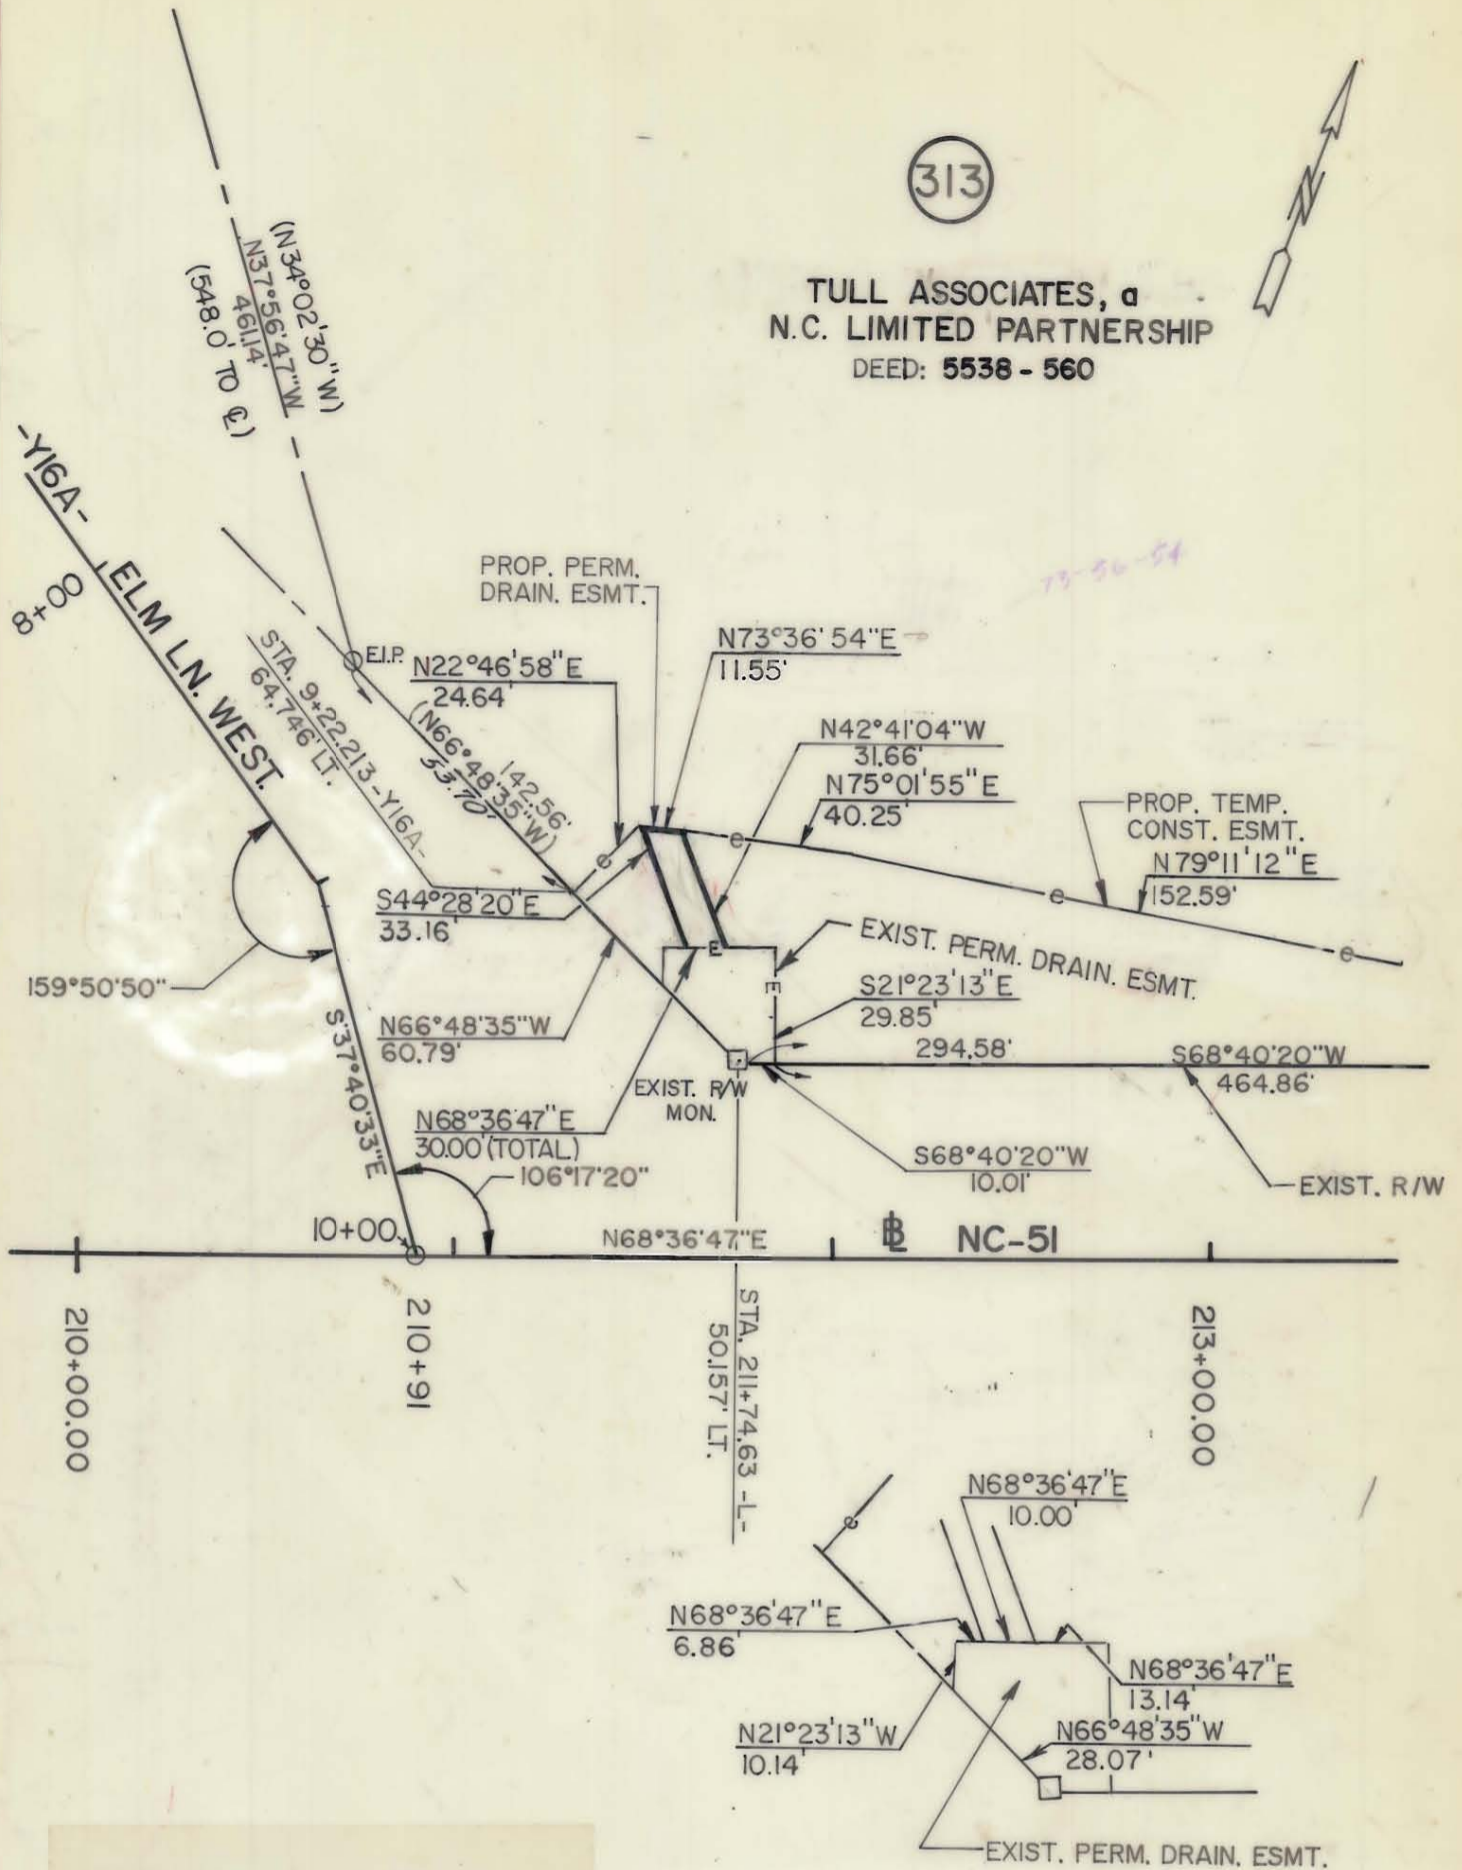 313
TULL ASSOCIATES, a
N.C. LIMITED PARTNERSHIP
DEED: 5538 - 560
N
(N34°02'30"W)
N37°56'47"W
461.14'
(548.0' TO ℄)
-Y16A-
8+00
ELM LN. WEST.
STA. 9+22.213 -Y16A-
64.746' LT.
E.I.P.
PROP. PERM.
DRAIN. ESMT.
N22°46'58"E
24.64'
N73°36'54"E
11.55'
142.56'
(N66°48'35"W)
53.70'
N42°41'04"W
31.66'
N75°01'55"E
40.25'
PROP. TEMP.
CONST. ESMT.
N79°11'12"E
152.59'
e
e
e
e
S44°28'20"E
33.16'
E
E
EXIST. PERM. DRAIN. ESMT.
159°50'50"
S21°23'13"E
29.85'
N66°48'35"W
60.79'
294.58'
S68°40'20"W
464.86'
EXIST. R/W
MON.
S37°40'33"E
N68°36'47"E
30.00'(TOTAL)
106°17'20"
S68°40'20"W
10.01'
EXIST. R/W
10+00
N68°36'47"E
BL NC-51
210+00.00
210+91
STA. 211+74.63 -L-
50.157' LT.
213+00.00
N68°36'47"E
10.00'
e
N68°36'47"E
6.86'
N68°36'47"E
13.14'
N21°23'13"W
10.14'
N66°48'35"W
28.07'
EXIST. PERM. DRAIN. ESMT.